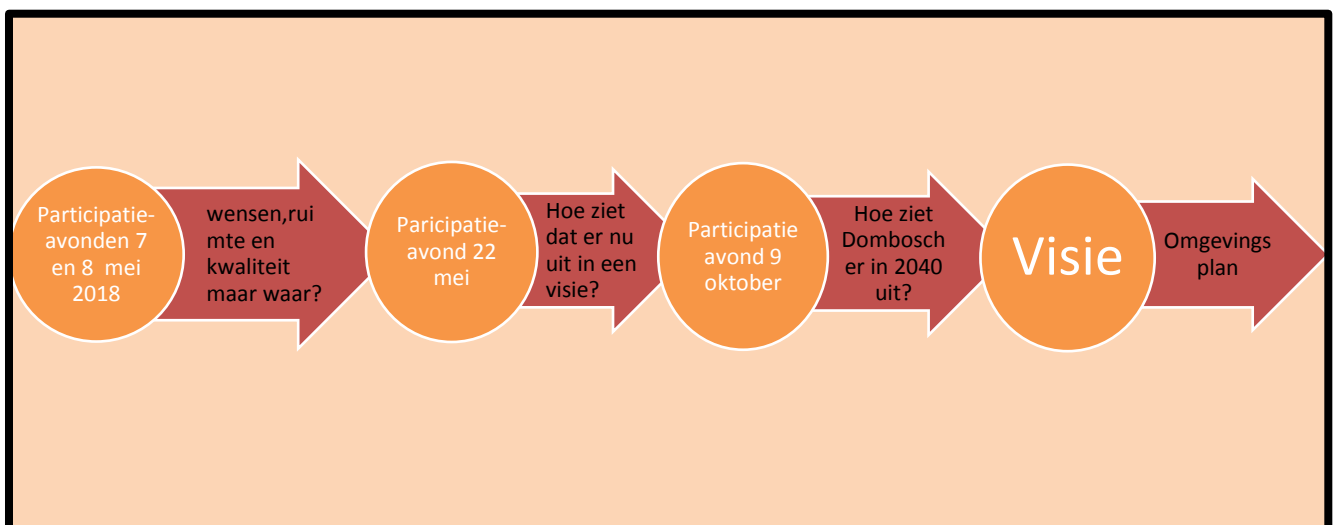 Participatie-
avonden 7
en 8 mei
2018
wensen,rui
mte en
kwaliteit
maar waar?
Paricipatie-
avond 22
mei
Hoe ziet
dat er nu
uit in een
visie?
Participatie
avond 9
oktober
Hoe ziet
Dombosch
er in 2040
uit?
Visie
Omgevings
plan